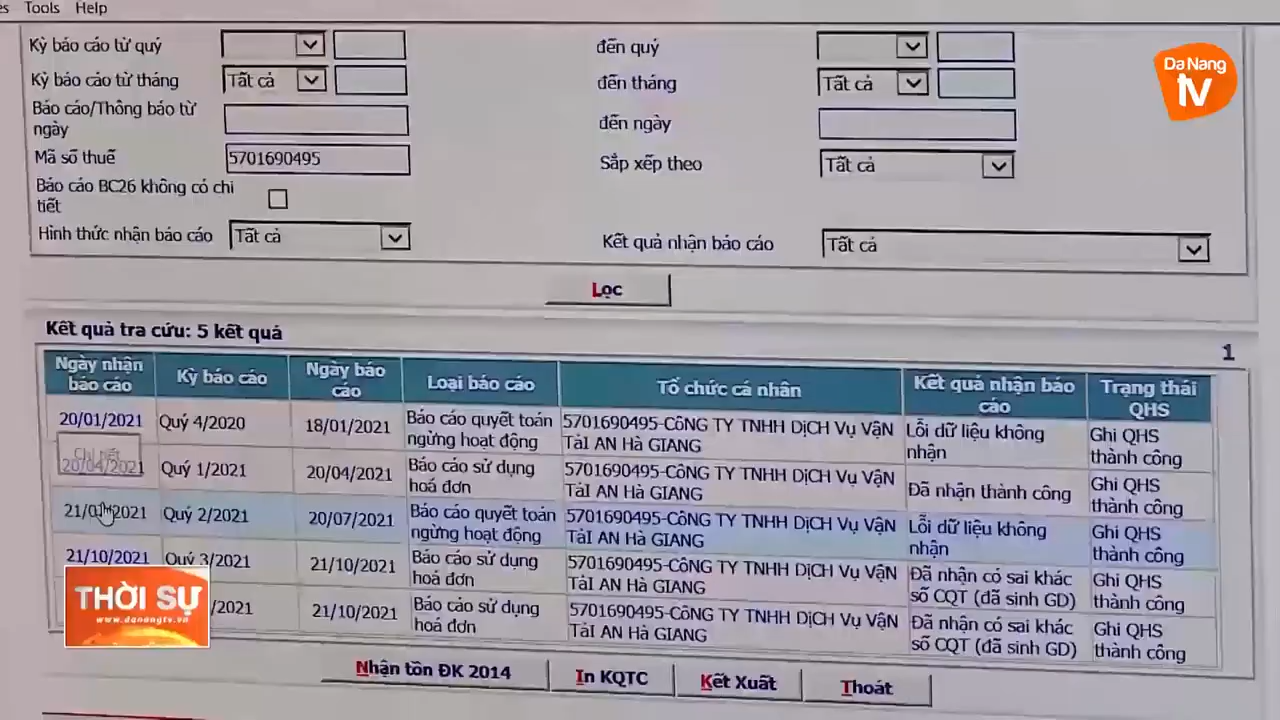 Tools Help
Kỳ báo cáo từ quý
đến quý
Kỳ báo cáo từ tháng Tất cả
đến tháng Tất cả
Báo cáo/Thông báo từ
ngày
đến ngày
Mã số thuế 5701690495
Sắp xếp theo Tất cả
Báo cáo BC26 không có chi
tiết
Hình thức nhận báo cáo Tất cả
Kết quả nhận báo cáo Tất cả
Lọc
Da Nang
tv
Kết quả tra cứu: 5 kết quả
1
Ngày nhận
báo cáo
Kỳ báo cáo
Ngày báo
cáo
Loại báo cáo
Tổ chức cá nhân
Kết quả nhận báo
cáo
Trạng thái
QHS
20/01/2021
Quý 4/2020
18/01/2021
Báo cáo quyết toán
ngừng hoạt động
5701690495-CôNG TY TNHH DịCH Vụ VậN
TảI AN Hà GIANG
Lỗi dữ liệu không
nhận
Ghi QHS
thành công
Chi tiết
20/04/2021
Quý 1/2021
20/04/2021
Báo cáo sử dụng
hoá đơn
5701690495-CôNG TY TNHH DịCH Vụ VậN
TảI AN Hà GIANG
Đã nhận thành công
Ghi QHS
thành công
Quý 2/2021
20/07/2021
Báo cáo quyết toán
ngừng hoạt động
5701690495-CôNG TY TNHH DịCH Vụ VậN
TảI AN Hà GIANG
Lỗi dữ liệu không
nhận
Ghi QHS
thành công
21/10/2021
Quý 3/2021
21/10/2021
Báo cáo sử dụng
hoá đơn
5701690495-CôNG TY TNHH DịCH Vụ VậN
TảI AN Hà GIANG
Đã nhận có sai khác
số CQT (đã sinh GD)
Ghi QHS
thành công
/2021
21/10/2021
Báo cáo sử dụng
hoá đơn
5701690495-CôNG TY TNHH DịCH Vụ VậN
TảI AN Hà GIANG
Đã nhận có sai khác
số CQT (đã sinh GD)
Ghi QHS
thành công
THỜI SỰ
www.danangtv.vn
Nhận tồn ĐK 2014
In KQTC
Kết Xuất
Thoát